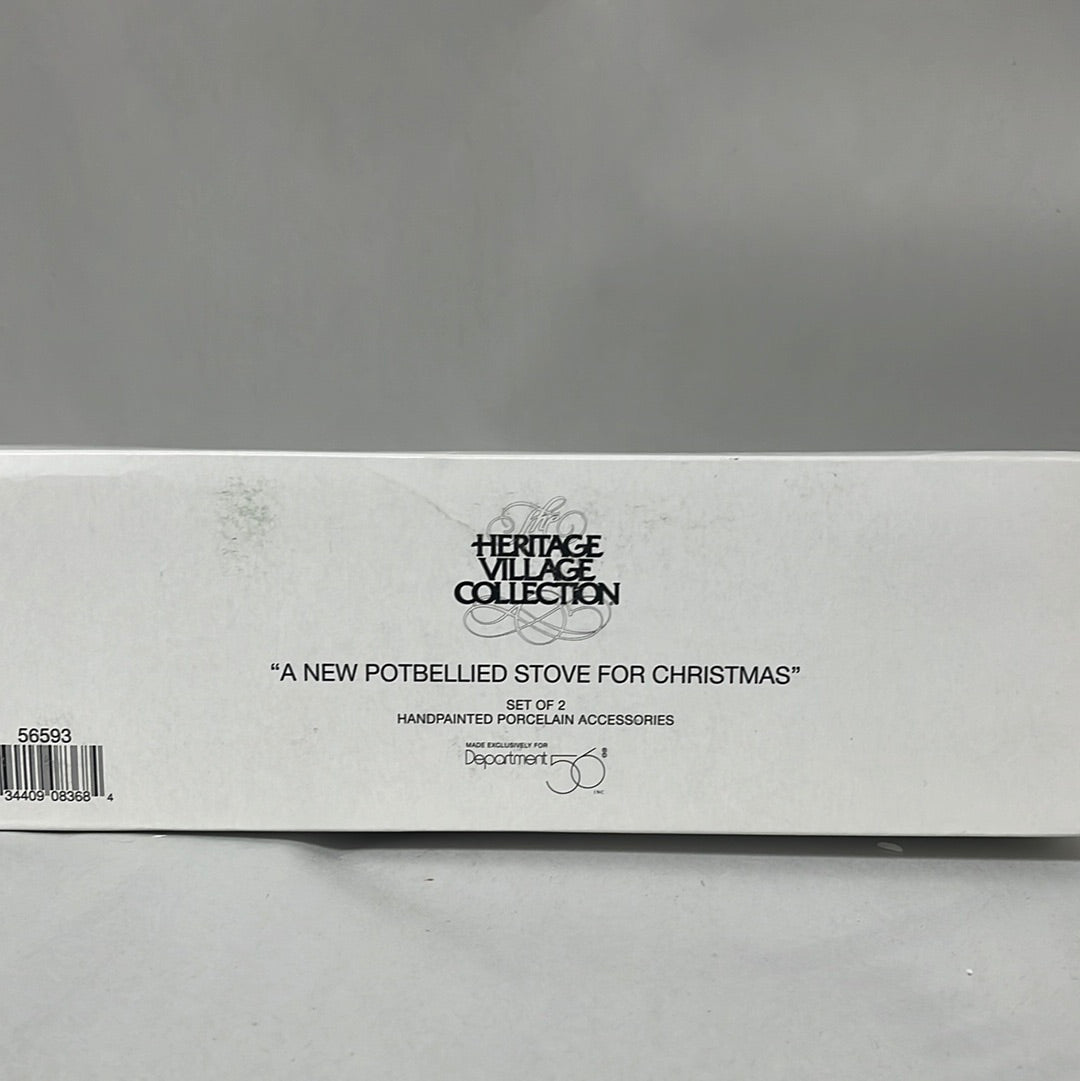 The
HERITAGE
VILLAGE
COLLECTION
“A NEW POTBELLIED STOVE FOR CHRISTMAS”
SET OF 2
HANDPAINTED PORCELAIN ACCESSORIES
MADE EXCLUSIVELY FOR
Department 56®
INC
56593
34409 08368 4